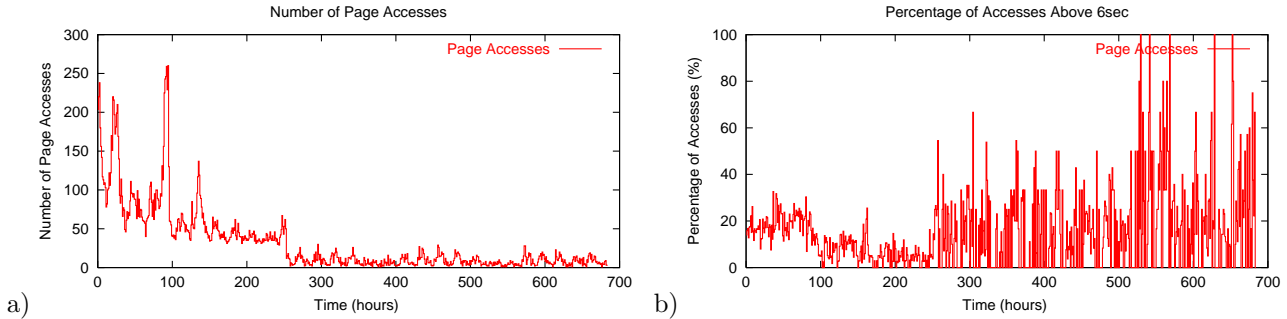 Number of Page Accesses
300
250
200
150
100
50
0
0 100 200 300 400 500 600 700
Number of Page Accesses
Time (hours)
Page Accesses
a)
Percentage of Accesses Above 6sec
100
80
60
40
20
0
0 100 200 300 400 500 600 700
Percentage of Accesses (%)
Time (hours)
Page Accesses
b)